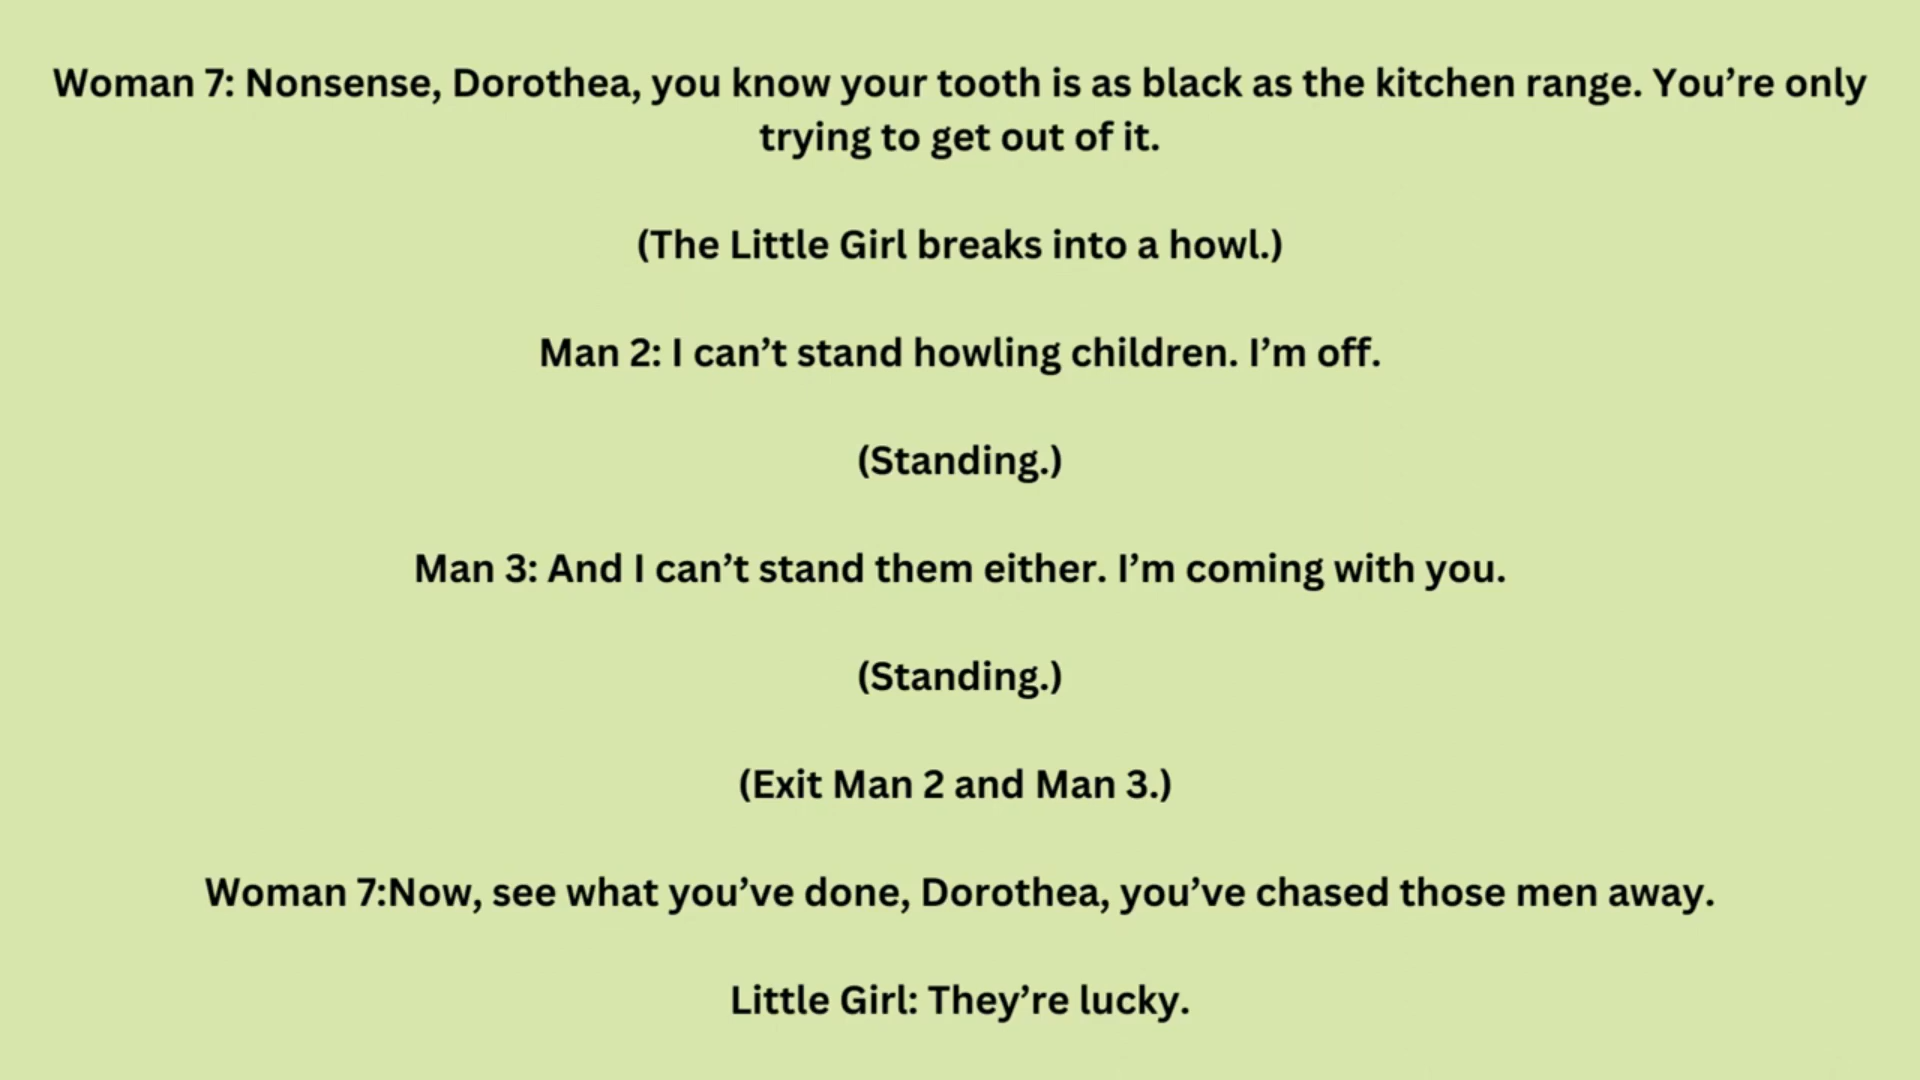 Woman 7: Nonsense, Dorothea, you know your tooth is as black as the kitchen range. You’re only
trying to get out of it.
(The Little Girl breaks into a howl.)
Man 2: I can’t stand howling children. I’m off.
(Standing.)
Man 3: And I can’t stand them either. I’m coming with you.
(Standing.)
(Exit Man 2 and Man 3.)
Woman 7:Now, see what you’ve done, Dorothea, you’ve chased those men away.
Little Girl: They’re lucky.